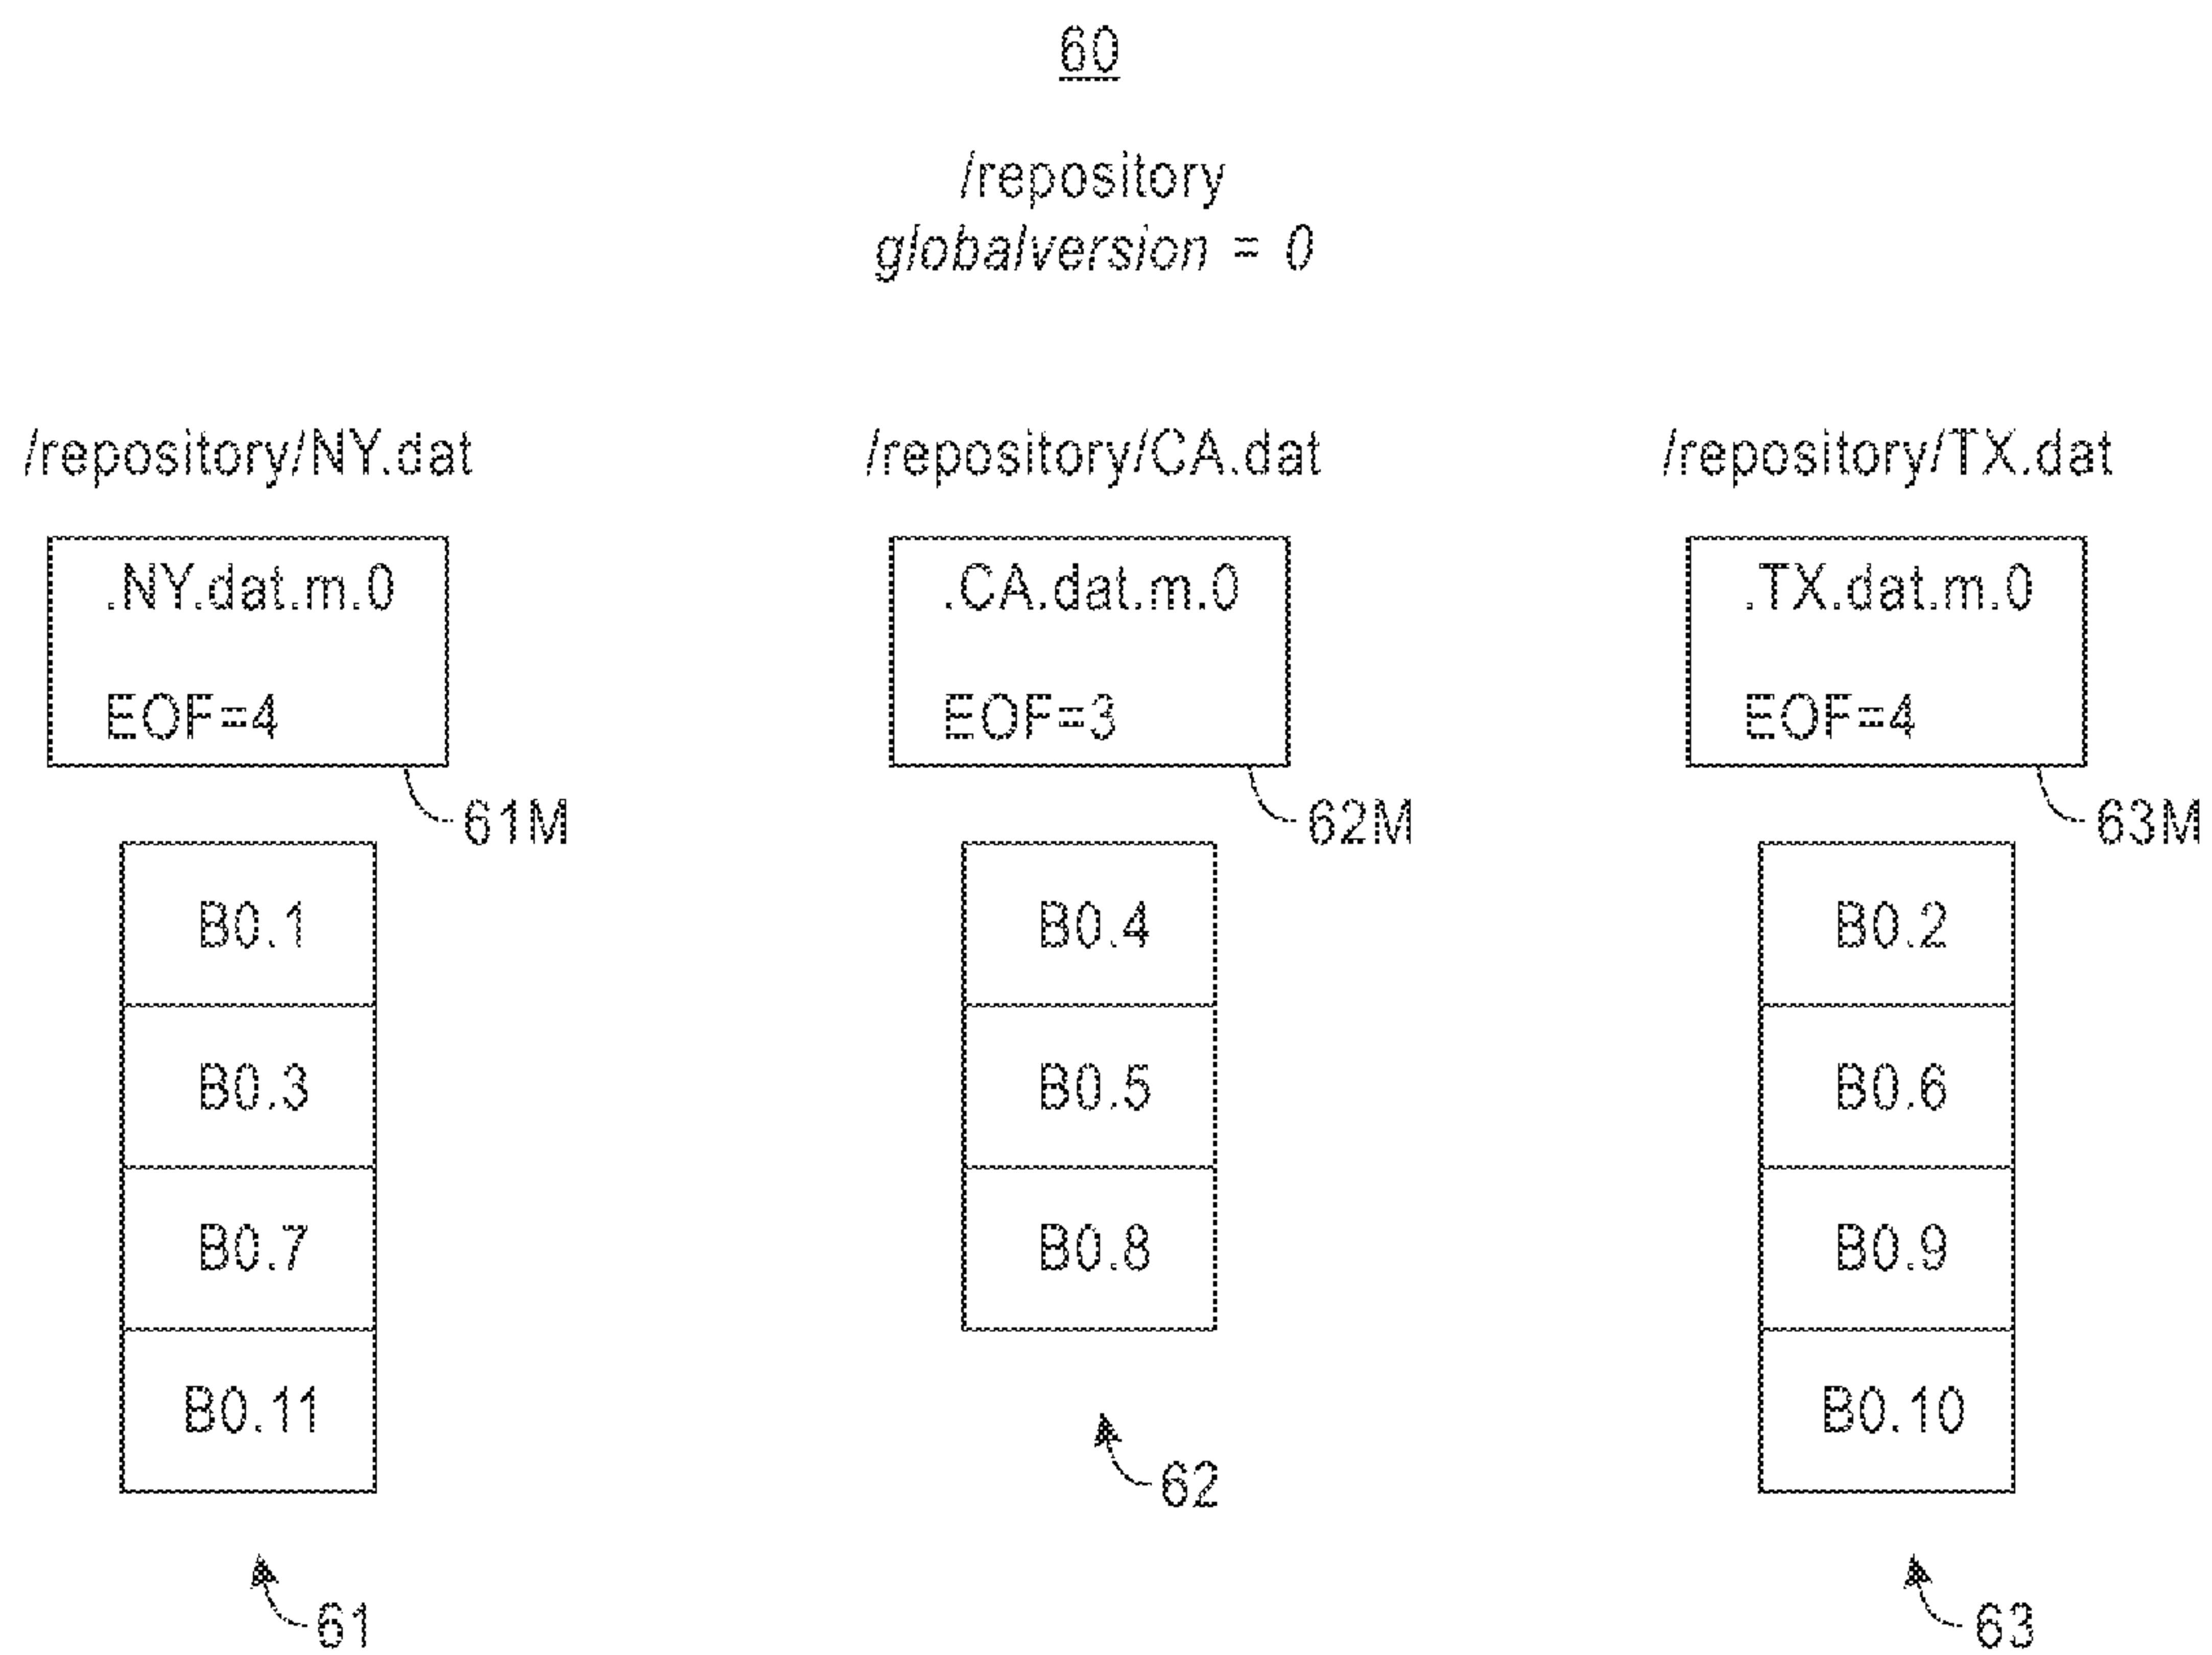 60
/repository
globalversion = 0
/repository/NY.dat
.NY.dat.m.0
EOF=4
61M
B0.1
B0.3
B0.7
B0.11
61
/repository/CA.dat
.CA.dat.m.0
EOF=3
62M
B0.4
B0.5
B0.8
62
/repository/TX.dat
.TX.dat.m.0
EOF=4
63M
B0.2
B0.6
B0.9
B0.10
63